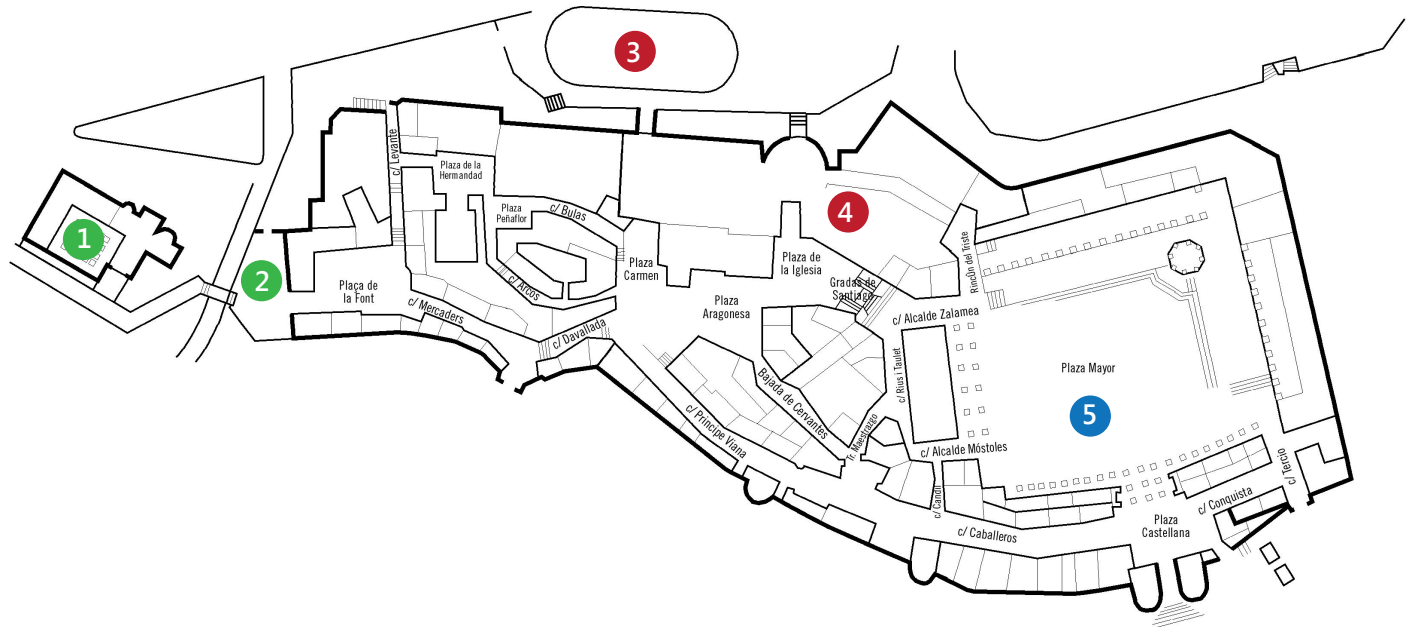 3
c/ Levante
Plaza de la
Hermandad
Plaza
Peñaflor
c/ Bulas
4
1
2
Plaça de
la Font
c/ Mercaders
c/ Arcos
c/ Davallada
Plaza
Carmen
Plaza de
la Iglesia
Plaza
Aragonesa
Gradas de
Santiago
Rincûn del Triste
c/ Alcalde Zalamea
c/ Rius i Taulet
Plaza Mayor
5
Bajada de Cervantes
c/ Principe Viana
Tr. Maestrazgo
c/ Alcalde Móstoles
c/ Candil
c/ Caballeros
Plaza
Castellana
c/ Conquista
c/ Tercio